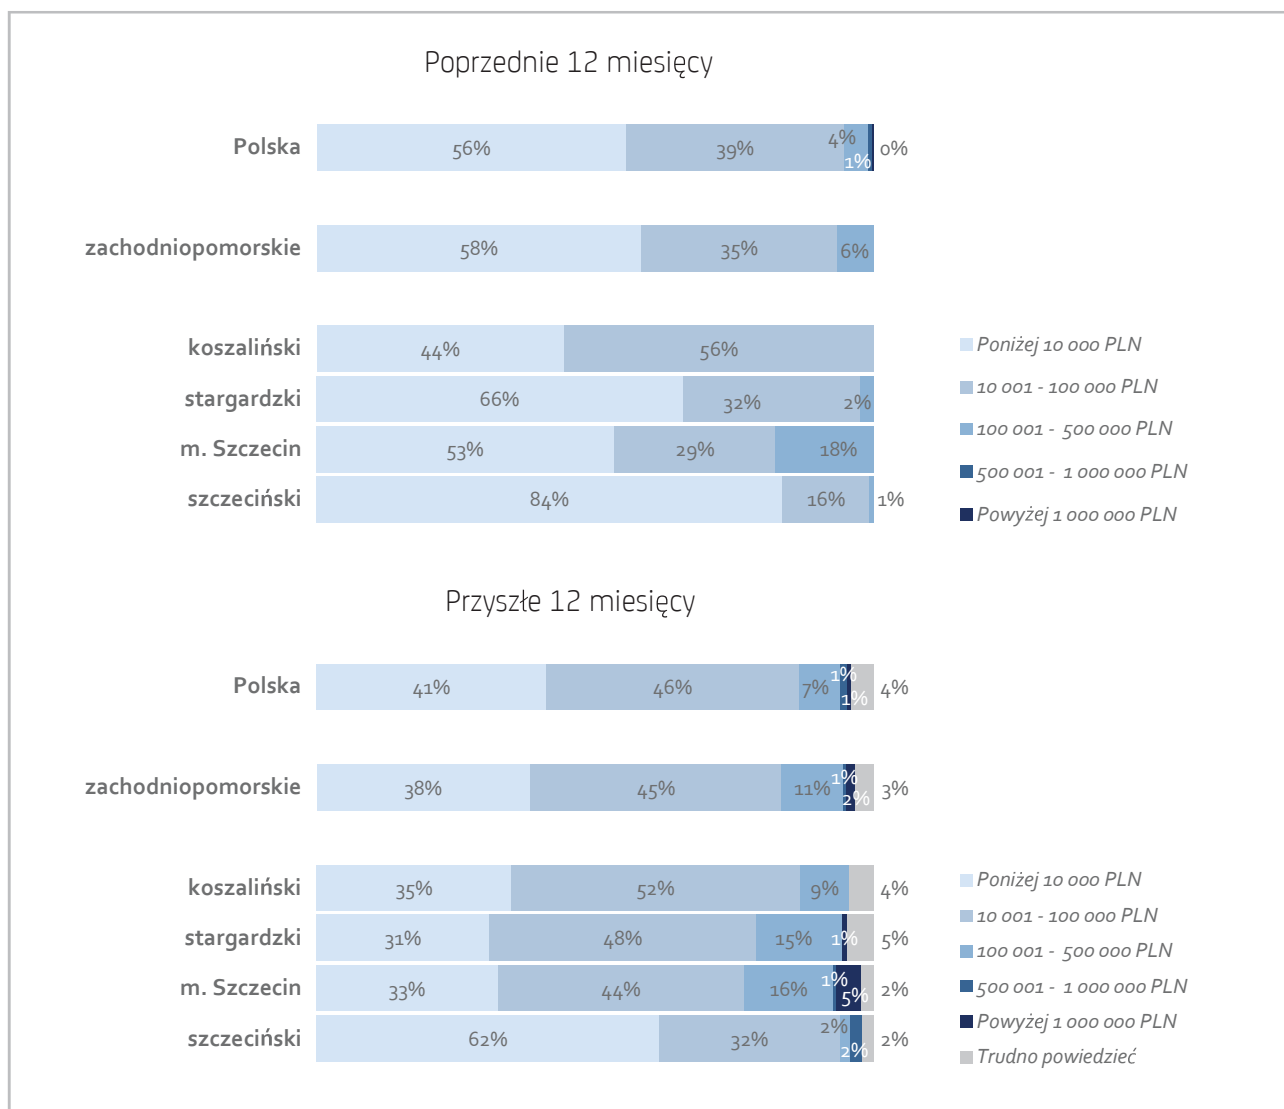 Poprzednie 12 miesięcy
Polska 56% 39% 4% 1% 0%
zachodniopomorskie 58% 35% 6%
koszaliński 44% 56%
stargardzki 66% 32% 2%
m. Szczecin 53% 29% 18%
szczeciński 84% 16% 1%
Poniżej 10 000 PLN
10 001 - 100 000 PLN
100 001 - 500 000 PLN
500 001 - 1 000 000 PLN
Powyżej 1 000 000 PLN
Przyszłe 12 miesięcy
Polska 41% 46% 7% 1% 1% 4%
zachodniopomorskie 38% 45% 11% 1% 2% 3%
koszaliński 35% 52% 9% 4%
stargardzki 31% 48% 15% 1% 5%
m. Szczecin 33% 44% 16% 1% 5% 2%
szczeciński 62% 32% 2% 2% 2%
Poniżej 10 000 PLN
10 001 - 100 000 PLN
100 001 - 500 000 PLN
500 001 - 1 000 000 PLN
Powyżej 1 000 000 PLN
Trudno powiedzieć